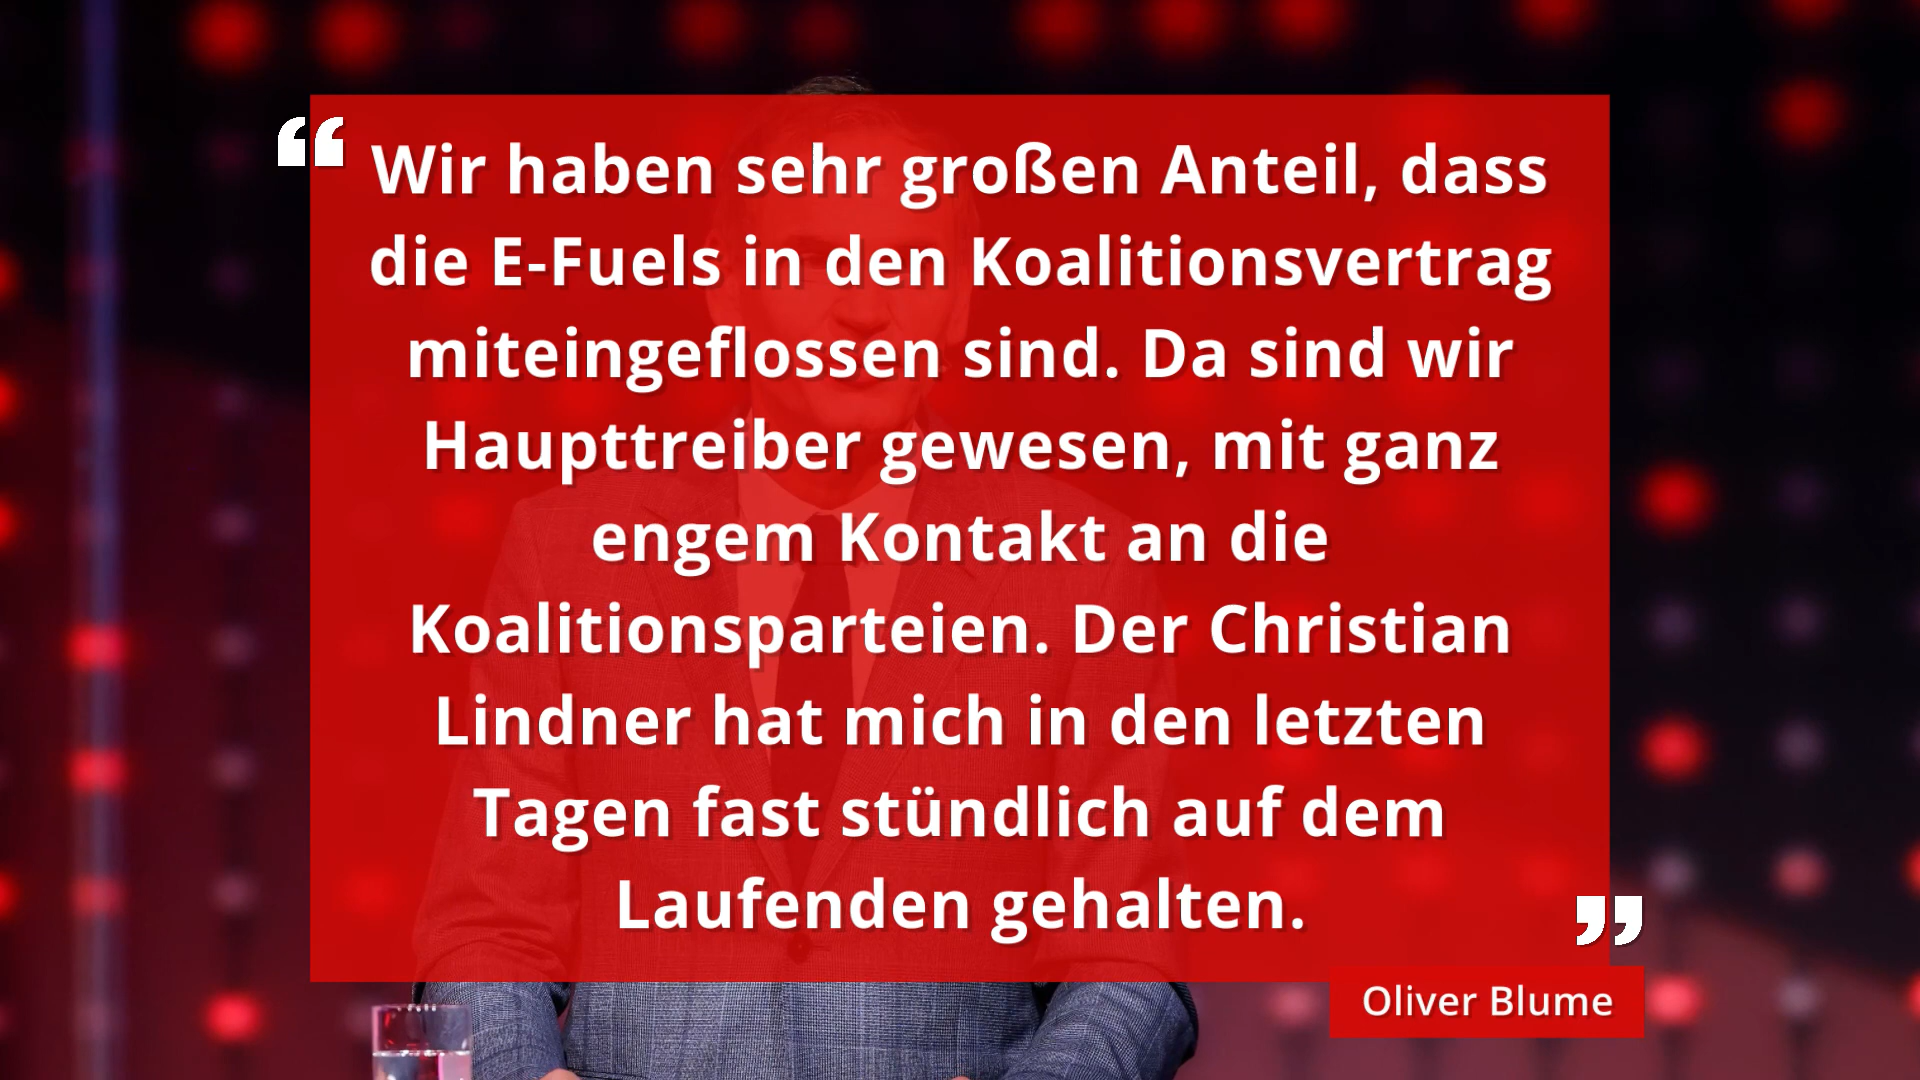 “Wir haben sehr großen Anteil, dass
die E-Fuels in den Koalitionsvertrag
miteingeflossen sind. Da sind wir
Haupttreiber gewesen, mit ganz
engem Kontakt an die
Koalitionsparteien. Der Christian
Lindner hat mich in den letzten
Tagen fast stündlich auf dem
Laufenden gehalten.”
Oliver Blume